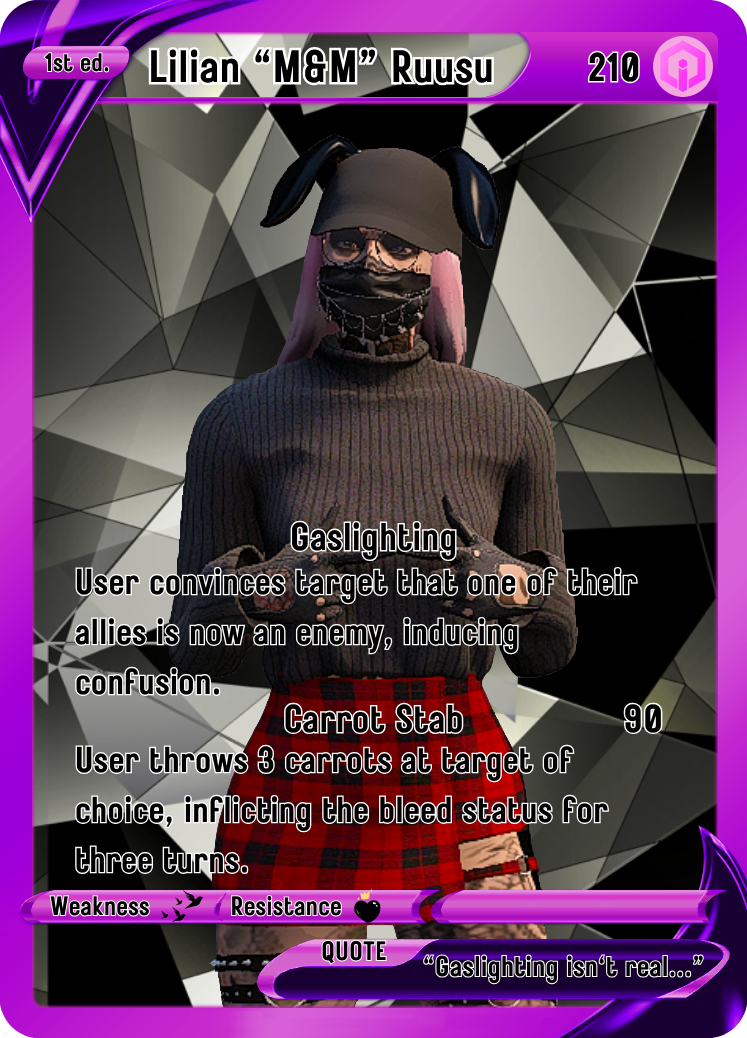 1st ed.
Lilian “M&M” Ruusu
210
Gaslighting
User convinces target that one of their
allies is now an enemy, inducing
confusion.
Carrot Stab 90
User throws 3 carrots at target of
choice, inflicting the bleed status for
three turns.
Weakness Resistance
QUOTE
“Gaslighting isn’t real...”